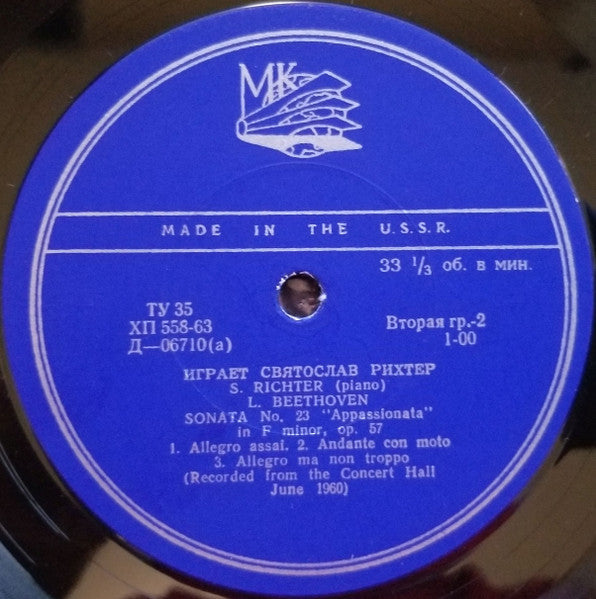 МК
MADE IN THE U.S.S.R.
33 1/3 об. в мин.
ТУ 35
ХП 558-63
Д—06710(а)
Вторая гр.-2
1-00
ИГРАЕТ СВЯТОСЛАВ РИХТЕР
S. RICHTER (piano)
L. BEETHOVEN
SONATA No. 23 "Appassionata"
in F minor, op. 57
1. Allegro assai. 2. Andante con moto
3. Allegro ma non troppo
(Recorded from the Concert Hall
June 1960)